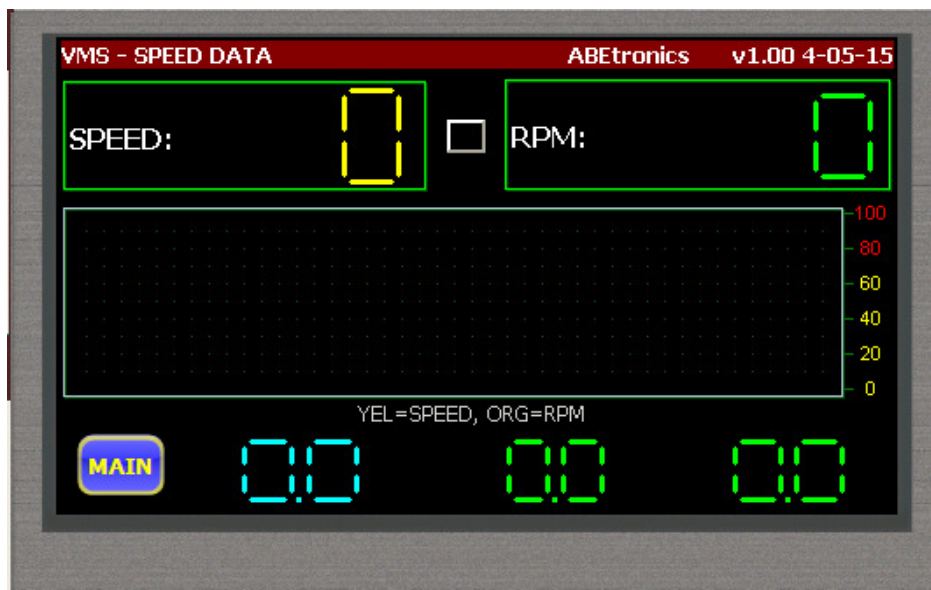 VMS - SPEED DATA ABEtronics v1.00 4-05-15
SPEED: 0 RPM: 0
100
80
60
40
20
0
YEL=SPEED, ORG=RPM
MAIN 0.0 0.0 0.0